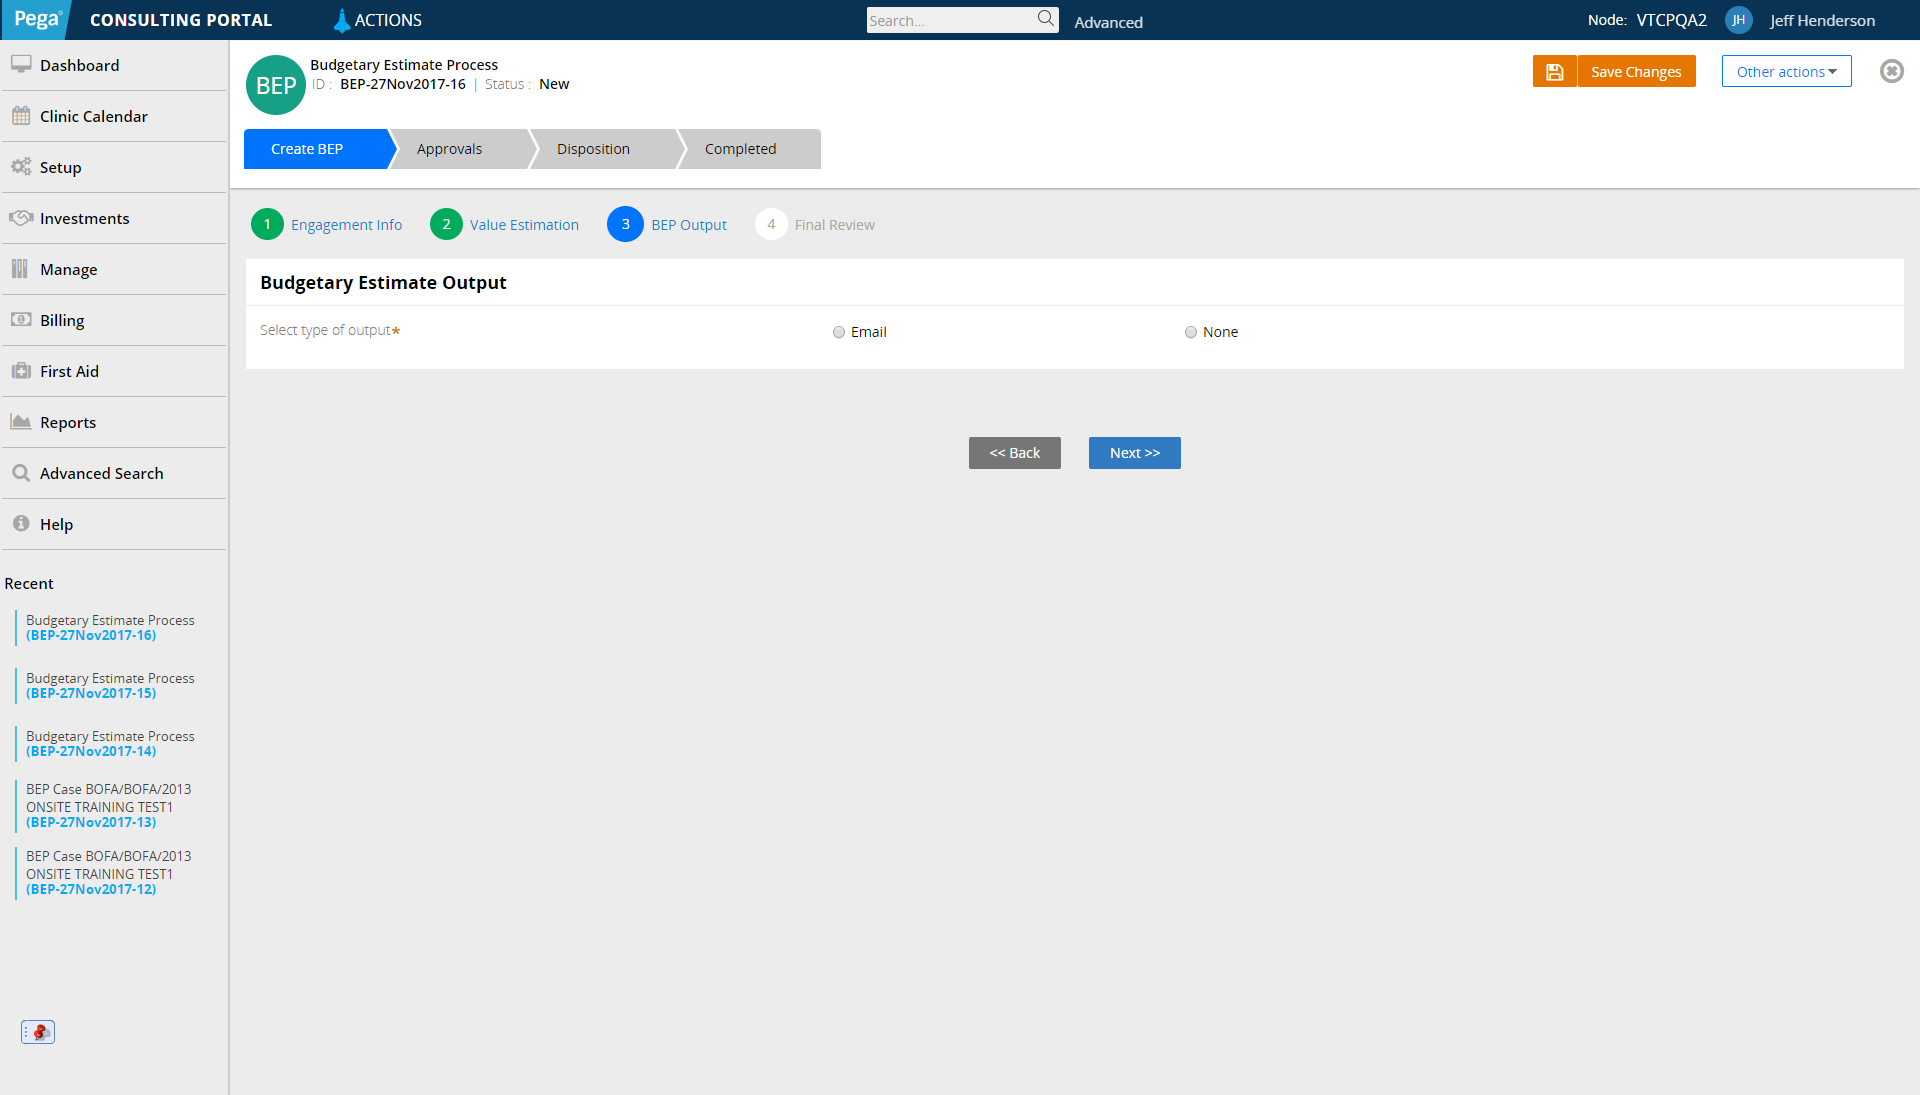 Pega® CONSULTING PORTAL ACTIONS Search... Advanced Node: VTCPQA2 JH Jeff Henderson
Dashboard
Clinic Calendar
Setup
Investments
Manage
Billing
First Aid
Reports
Advanced Search
Help
Recent
Budgetary Estimate Process
(BEP-27Nov2017-16)
Budgetary Estimate Process
(BEP-27Nov2017-15)
Budgetary Estimate Process
(BEP-27Nov2017-14)
BEP Case BOFA/BOFA/2013
ONSITE TRAINING TEST1
(BEP-27Nov2017-13)
BEP Case BOFA/BOFA/2013
ONSITE TRAINING TEST1
(BEP-27Nov2017-12)
BEP
Budgetary Estimate Process
ID : BEP-27Nov2017-16 | Status : New
Save Changes Other actions
Create BEP Approvals Disposition Completed
1 Engagement Info 2 Value Estimation 3 BEP Output 4 Final Review
Budgetary Estimate Output
Select type of output* Email None
<< Back Next >>